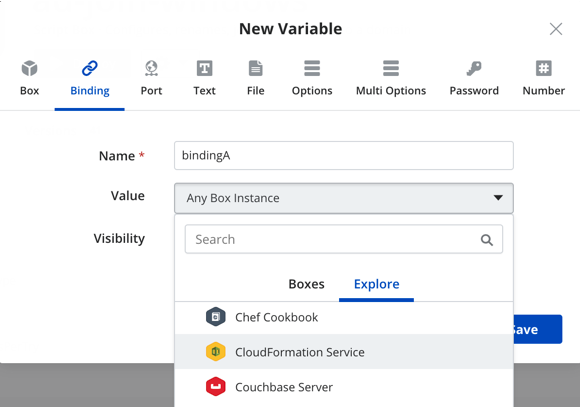 New Variable
Box Binding Port Text File Options Multi Options Password Number
Name * bindingA
Value Any Box Instance
Visibility
Search
Boxes Explore
Chef Cookbook
CloudFormation Service
Couchbase Server